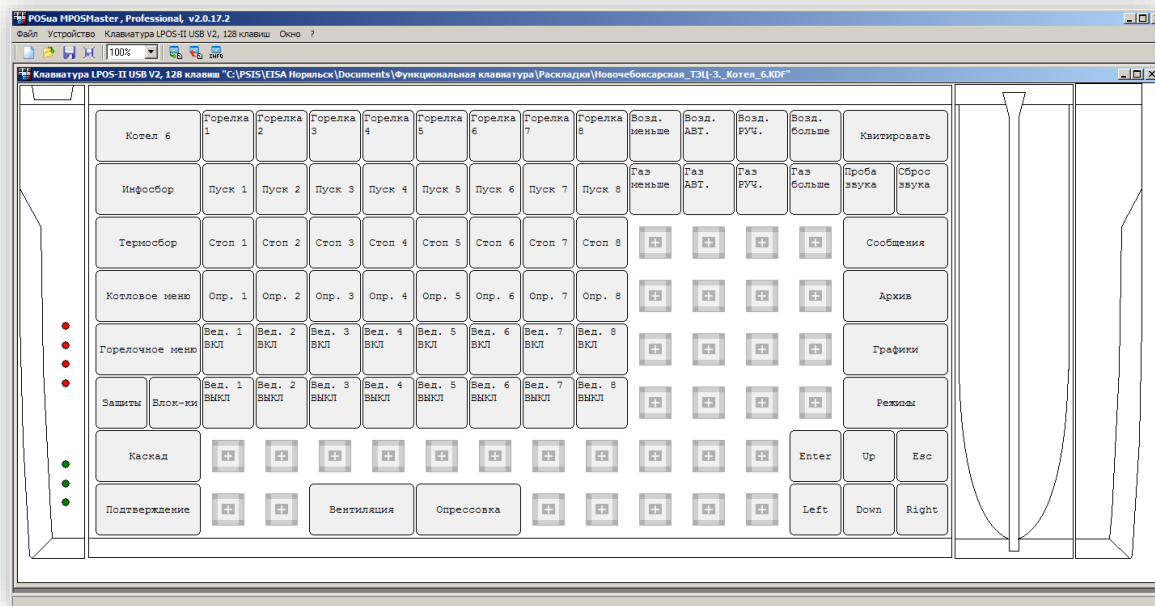 POSua MPOSMaster , Professional, v2.0.17.2
Файл Устройство Клавиатура LPOS-II USB V2, 128 клавиш Окно ?
100% INFO
Клавиатура LPOS-II USB V2, 128 клавиш "C:\PSIS\EISA Норильск\Documents\Функциональная клавиатура\Раскладки\Новочебоксарская_ТЭЦ-3._Котел_6.KDF"
Котел 6 Горелка 1 Горелка 2 Горелка 3 Горелка 4 Горелка 5 Горелка 6 Горелка 7 Горелка 8 Возд. меньше Возд. АВТ. Возд. РУЧ. Возд. больше Квитировать
Инфосбор Пуск 1 Пуск 2 Пуск 3 Пуск 4 Пуск 5 Пуск 6 Пуск 7 Пуск 8 Газ меньше Газ АВТ. Газ РУЧ. Газ больше Проба звука Сброс звука
Термосбор Стоп 1 Стоп 2 Стоп 3 Стоп 4 Стоп 5 Стоп 6 Стоп 7 Стоп 8 Сообщения
Котловое меню Опр. 1 Опр. 2 Опр. 3 Опр. 4 Опр. 5 Опр. 6 Опр. 7 Опр. 8 Архив
Горелочное меню Вед. 1 ВКЛ Вед. 2 ВКЛ Вед. 3 ВКЛ Вед. 4 ВКЛ Вед. 5 ВКЛ Вед. 6 ВКЛ Вед. 7 ВКЛ Вед. 8 ВКЛ Графики
Защиты Блок-ки Вед. 1 ВЫКЛ Вед. 2 ВЫКЛ Вед. 3 ВЫКЛ Вед. 4 ВЫКЛ Вед. 5 ВЫКЛ Вед. 6 ВЫКЛ Вед. 7 ВЫКЛ Вед. 8 ВЫКЛ Режимы
Каскад Enter Up Esc
Подтверждение Вентиляция Опрессовка Left Down Right